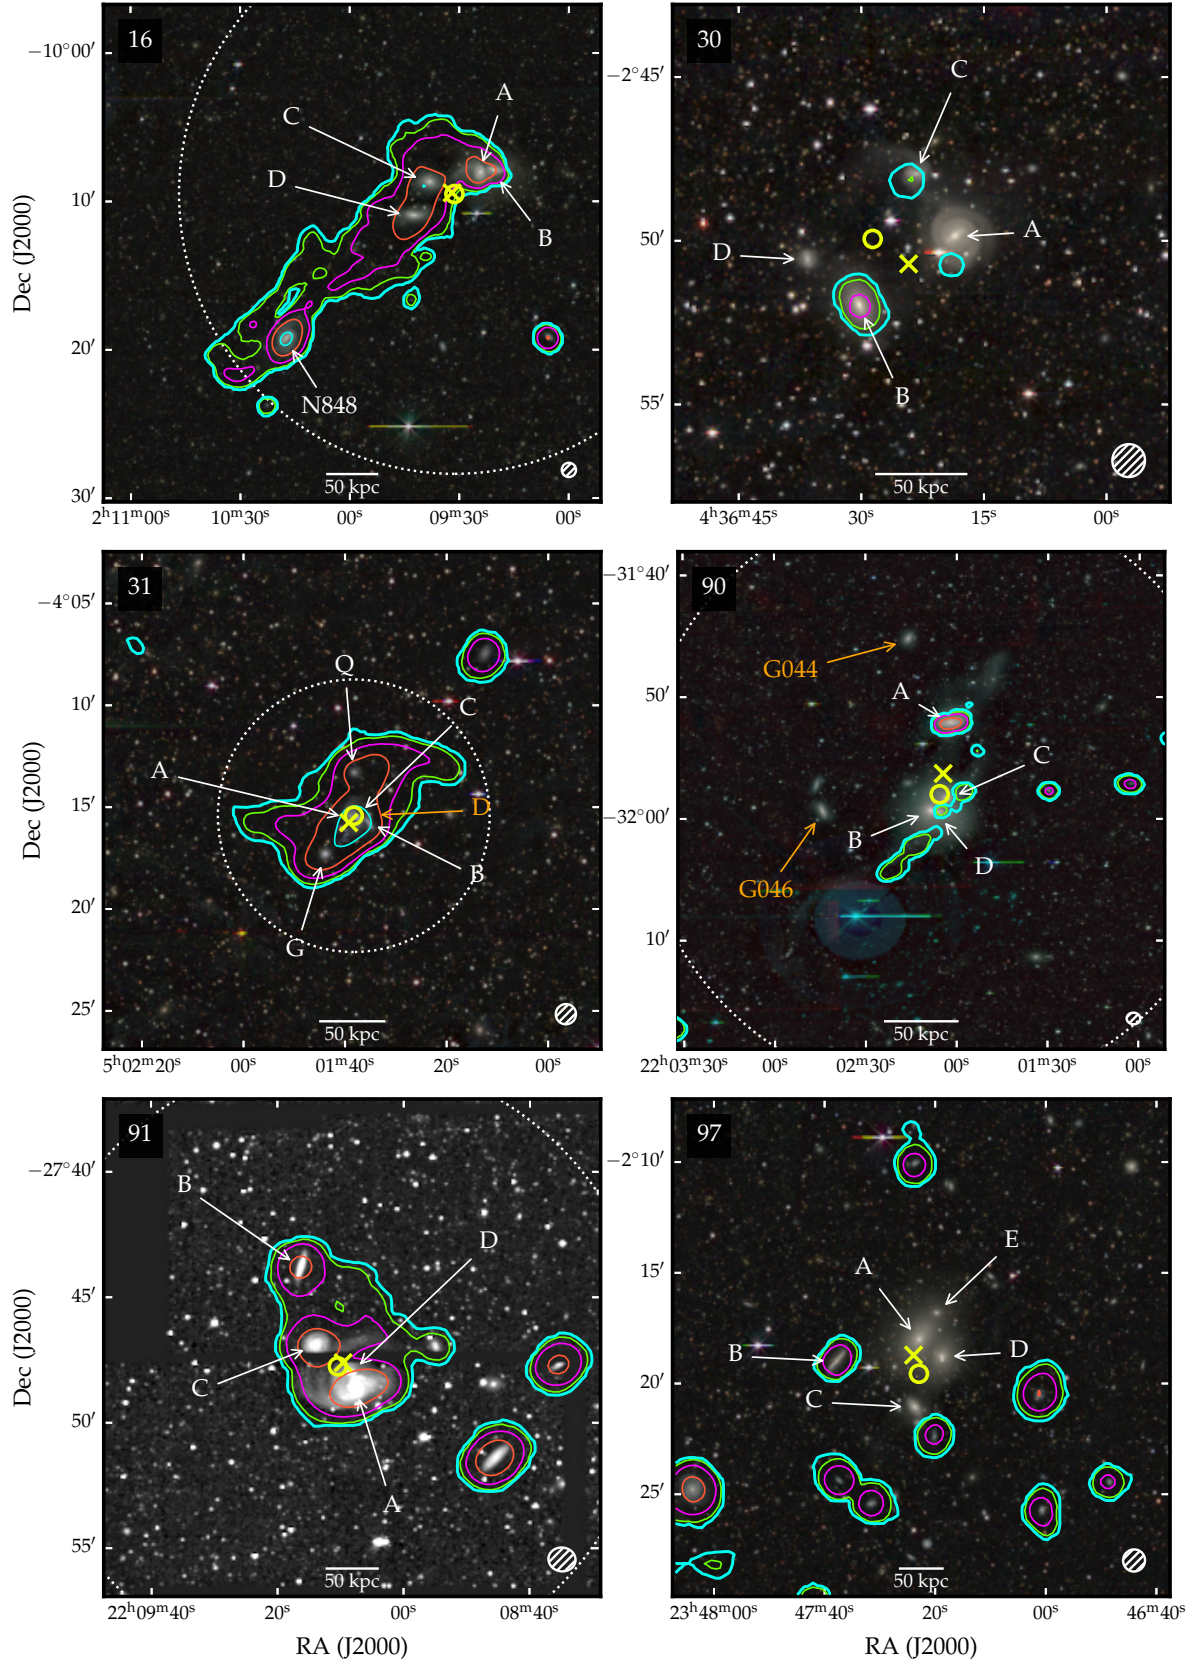 16
−10°00′
10′
20′
30′
Dec (J2000)
A
C
D
B
N848
50 kpc
2ʰ11ᵐ00ˢ 10ᵐ30ˢ 00ˢ 09ᵐ30ˢ 00ˢ
30
−2°45′
50′
55′
C
A
D
B
50 kpc
4ʰ36ᵐ45ˢ 30ˢ 15ˢ 00ˢ
31
−4°05′
10′
15′
20′
25′
Dec (J2000)
Q
C
A
D
B
G
50 kpc
5ʰ02ᵐ20ˢ 00ˢ 01ᵐ40ˢ 20ˢ 00ˢ
90
−31°40′
50′
−32°00′
10′
G044
A
C
B
D
G046
50 kpc
22ʰ03ᵐ30ˢ 00ˢ 02ᵐ30ˢ 00ˢ 01ᵐ30ˢ 00ˢ
91
−27°40′
45′
50′
55′
Dec (J2000)
B
D
C
A
50 kpc
22ʰ09ᵐ40ˢ 20ˢ 00ˢ 08ᵐ40ˢ
RA (J2000)
97
−2°10′
15′
20′
25′
E
A
B
D
C
50 kpc
23ʰ48ᵐ00ˢ 47ᵐ40ˢ 20ˢ 00ˢ 46ᵐ40ˢ
RA (J2000)